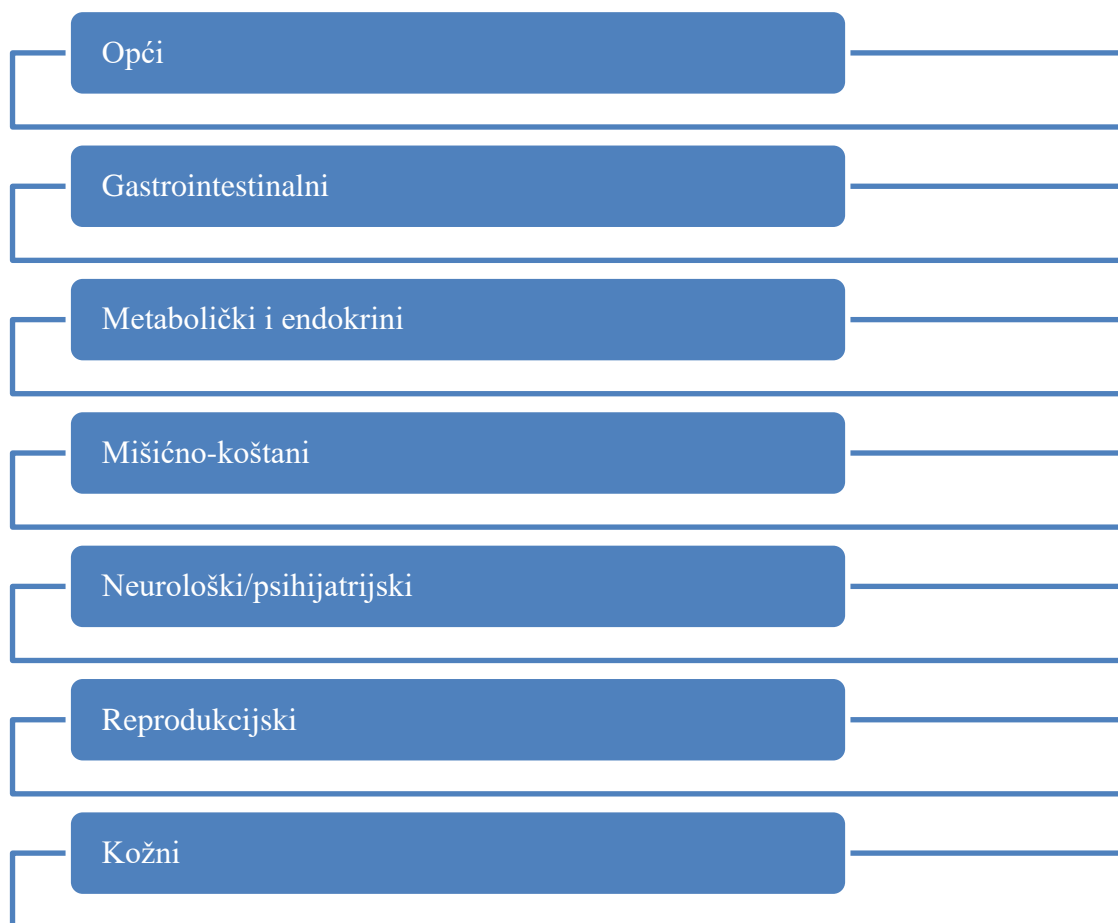 Opći
Gastrointestinalni
Metabolički i endokrini
Mišićno-koštani
Neurološki/psihijatrijski
Reprodukcijski
Kožni